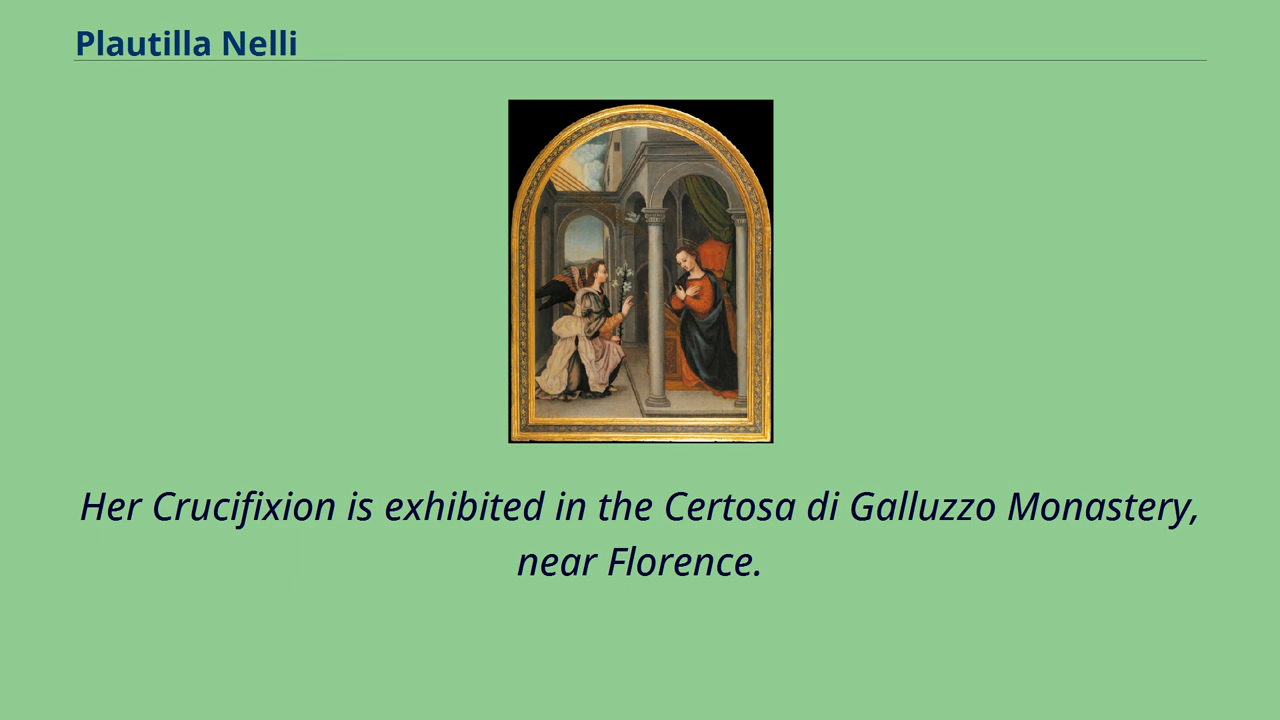 Plautilla Nelli
Her Crucifixion is exhibited in the Certosa di Galluzzo Monastery,
near Florence.